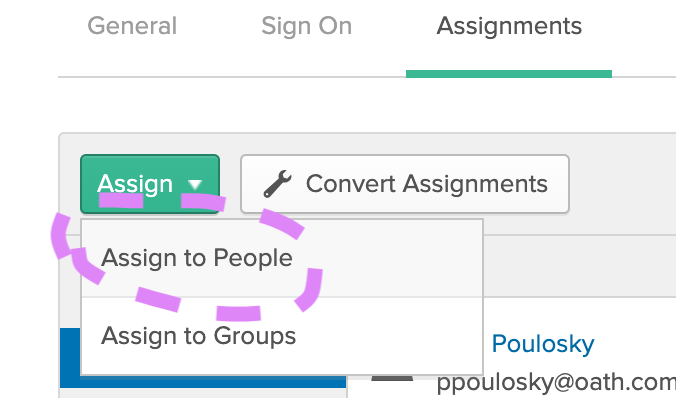 General Sign On Assignments
Assign Convert Assignments
Assign to People
Assign to Groups
Poulosky
ppoulosky@oath.com